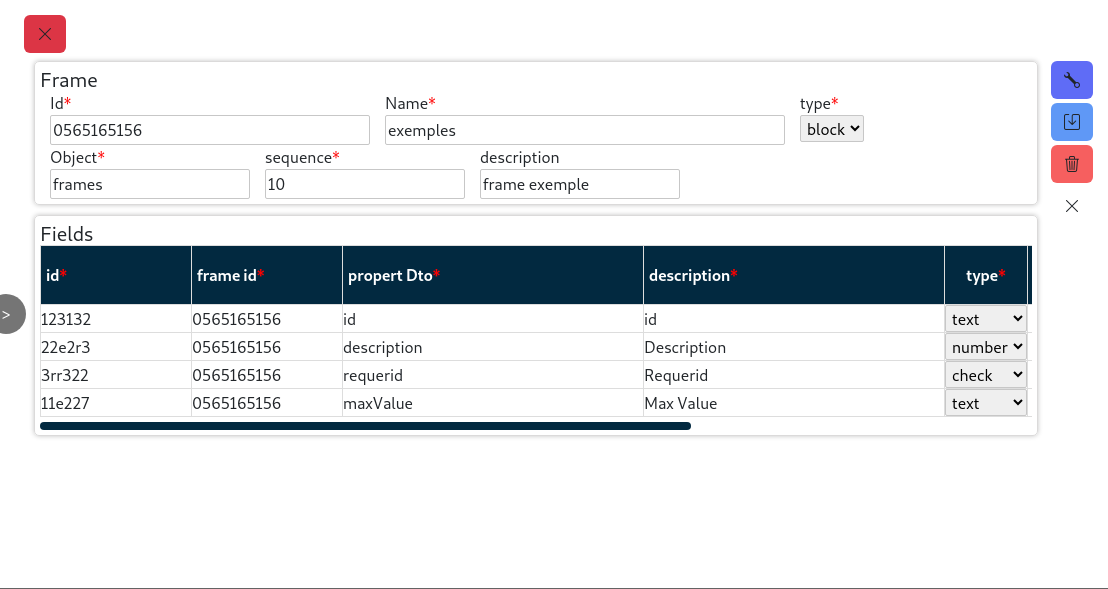 Frame
Id* Name* type*
0565165156 exemples block
Object* sequence* description
frames 10 frame exemple
Fields
id* frame id* propert Dto* description* type*
123132 0565165156 id id text
22e2r3 0565165156 description Description number
3rr322 0565165156 requerid Requerid check
11e227 0565165156 maxValue Max Value text
>